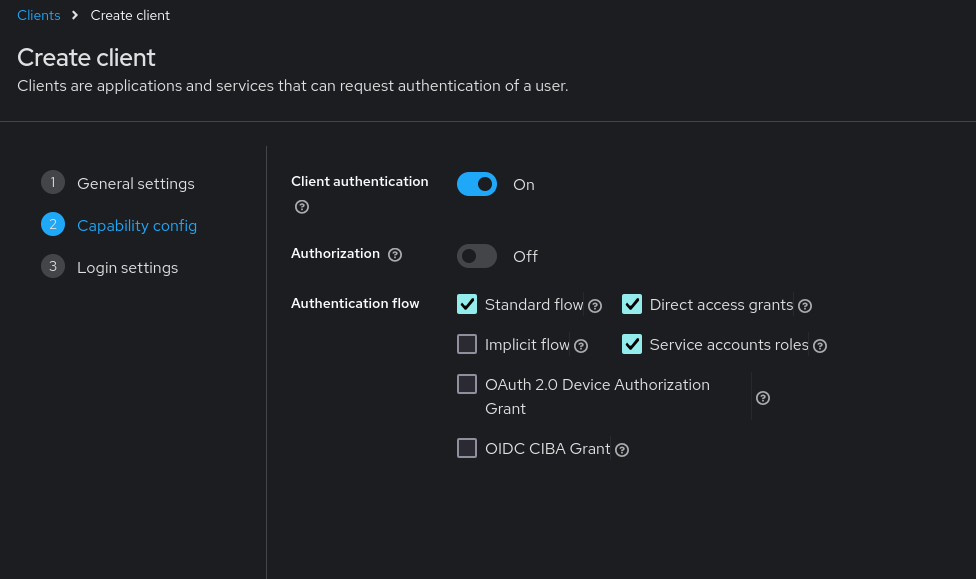 Clients > Create client
Create client
Clients are applications and services that can request authentication of a user.
1 General settings
2 Capability config
3 Login settings
Client authentication
On
Authorization
Off
Authentication flow
Standard flow Direct access grants
Implicit flow Service accounts roles
OAuth 2.0 Device Authorization
Grant
OIDC CIBA Grant